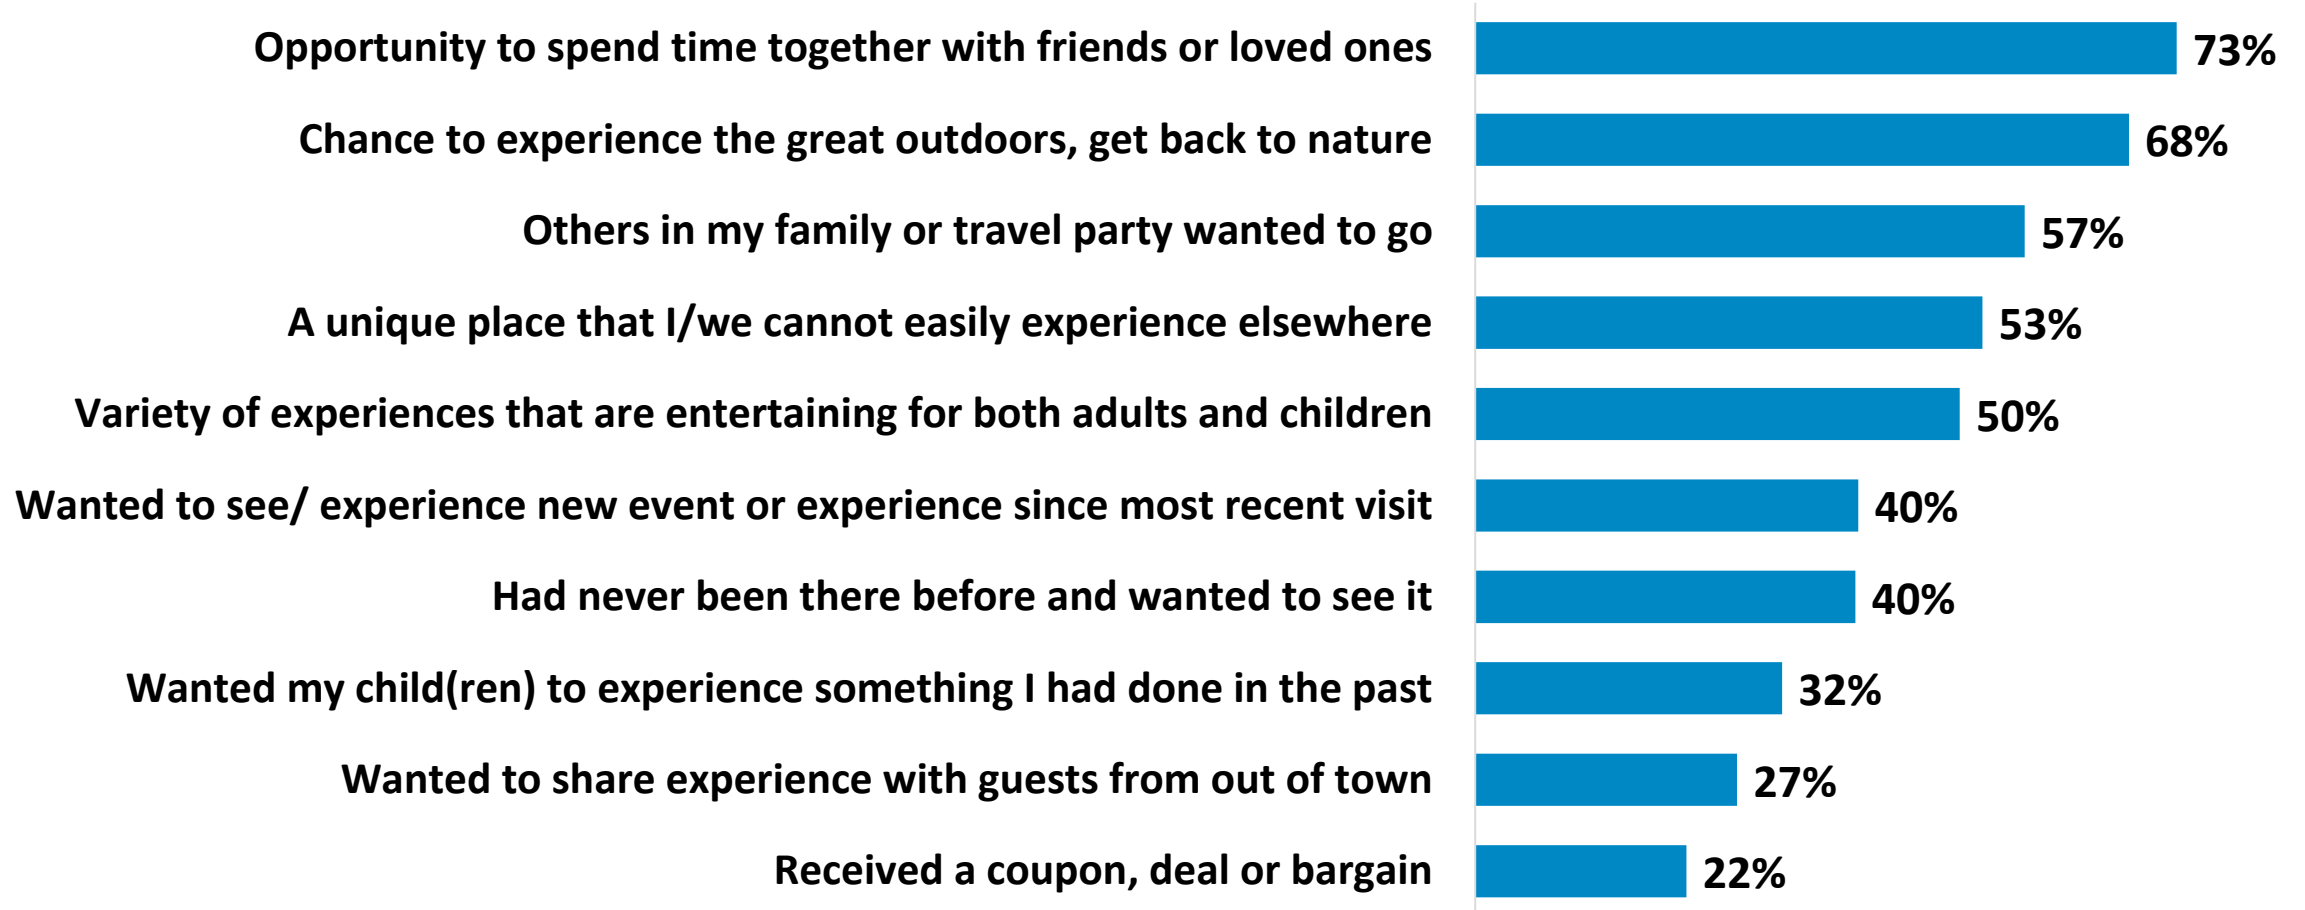 Opportunity to spend time together with friends or loved ones 73%
Chance to experience the great outdoors, get back to nature 68%
Others in my family or travel party wanted to go 57%
A unique place that I/we cannot easily experience elsewhere 53%
Variety of experiences that are entertaining for both adults and children 50%
Wanted to see/ experience new event or experience since most recent visit 40%
Had never been there before and wanted to see it 40%
Wanted my child(ren) to experience something I had done in the past 32%
Wanted to share experience with guests from out of town 27%
Received a coupon, deal or bargain 22%